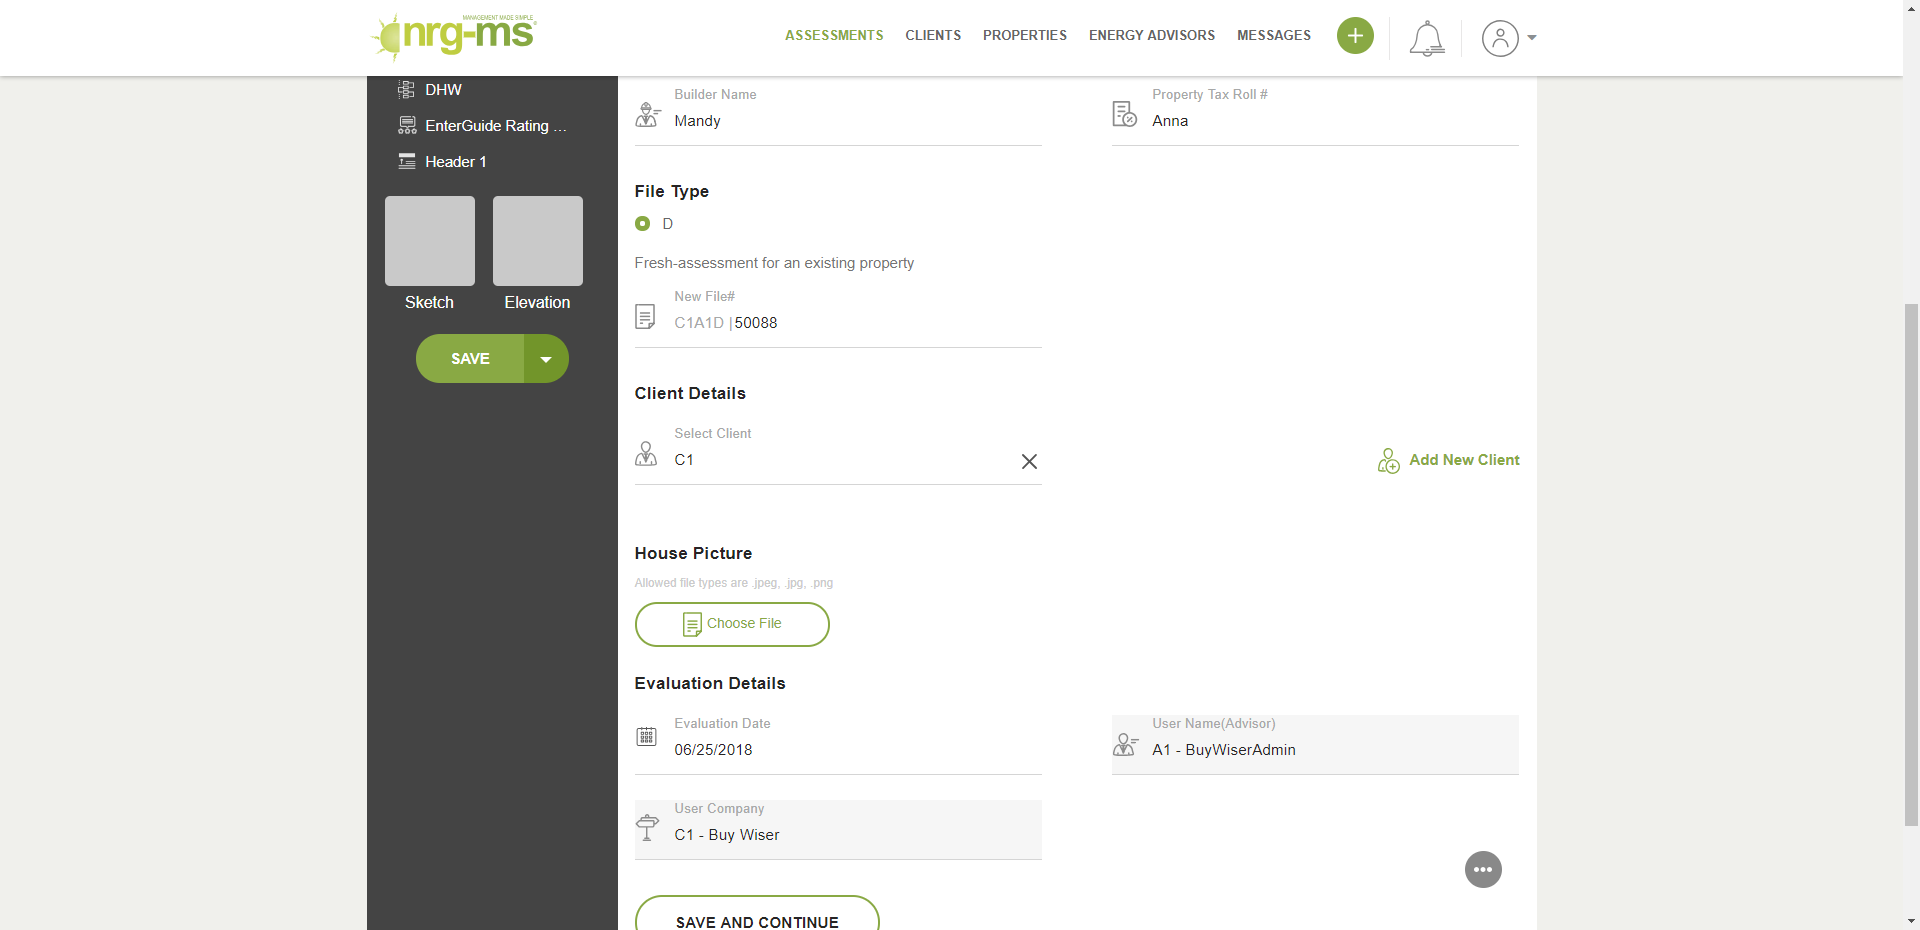 MANAGEMENT MADE SIMPLE
nrg-ms
ASSESSMENTS CLIENTS PROPERTIES ENERGY ADVISORS MESSAGES
DHW
EnterGuide Rating ...
Header 1
Sketch Elevation
SAVE
Builder Name
Mandy
Property Tax Roll #
Anna
File Type
D
Fresh-assessment for an existing property
New File#
C1A1D | 50088
Client Details
Select Client
C1
Add New Client
House Picture
Allowed file types are .jpeg, .jpg, .png
Choose File
Evaluation Details
Evaluation Date
06/25/2018
User Name(Advisor)
A1 - BuyWiserAdmin
User Company
C1 - Buy Wiser
SAVE AND CONTINUE